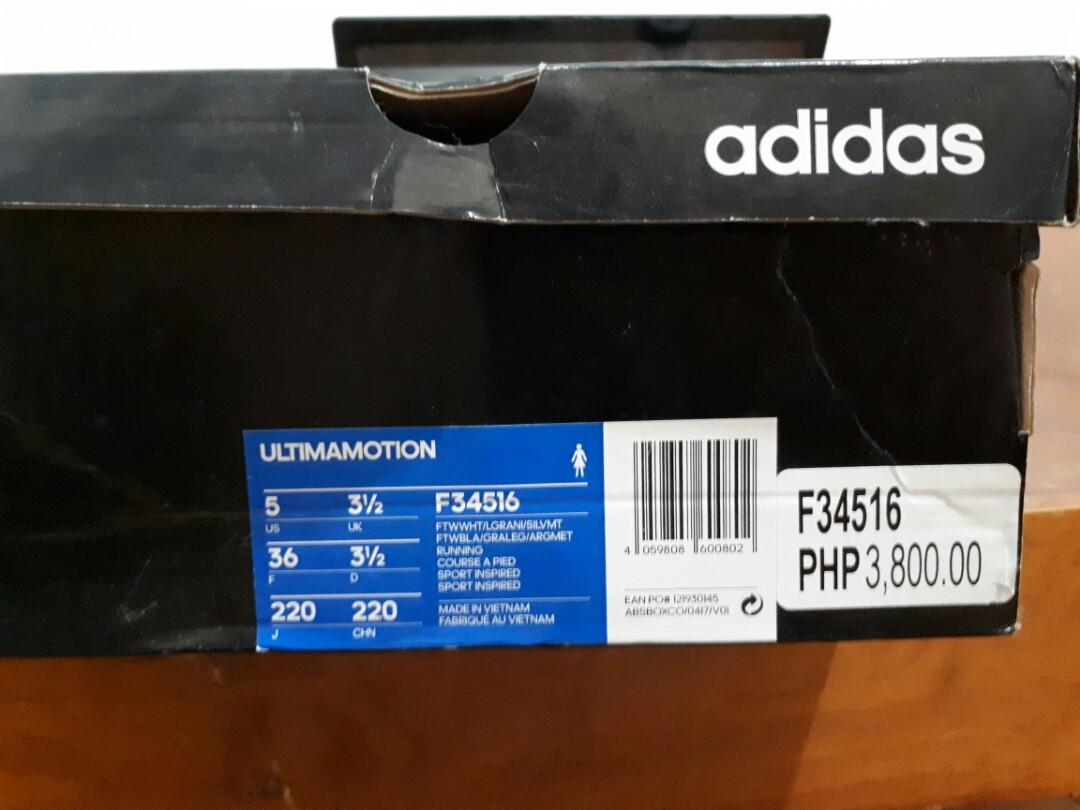 adidas
ULTIMAMOTION
5 3½ F34516
US UK
FTWWHT/LGRANI/SILVMT
FTWBLA/GRALEG/ARGMET
RUNNING
COURSE A PIED
SPORT INSPIRED
SPORT INSPIRED
36 3½
F D
220 220
J CHN
MADE IN VIETNAM
FABRIQUÉ AU VIETNAM
4 059808 600802
EAN PO# 121930145
ABSBOXCO/0417/V01
F34516
PHP 3,800.00